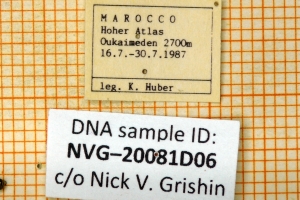 MAROCCO
Hoher Atlas
Oukaimeden 2700m
16.7.-30.7.1987
leg. K. Huber
DNA sample ID:
NVG–20081D06
c/o Nick V. Grishin